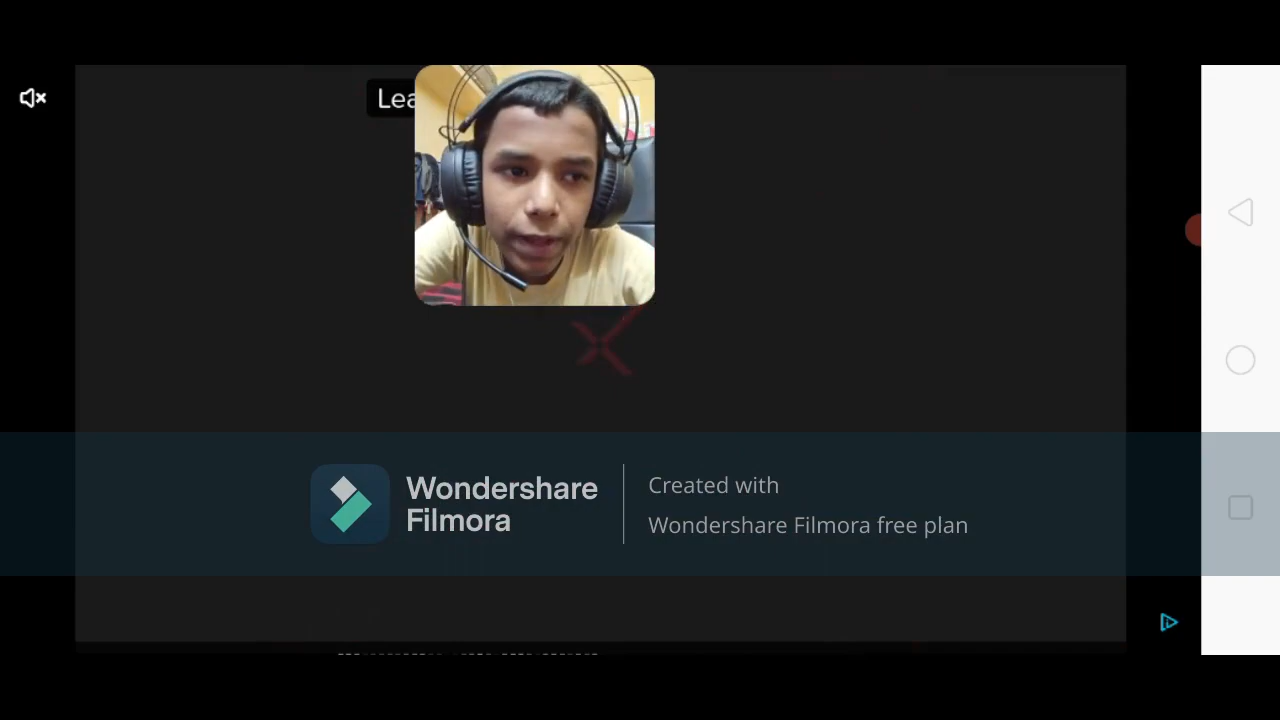 Lea
Wondershare
Filmora
Created with
Wondershare Filmora free plan